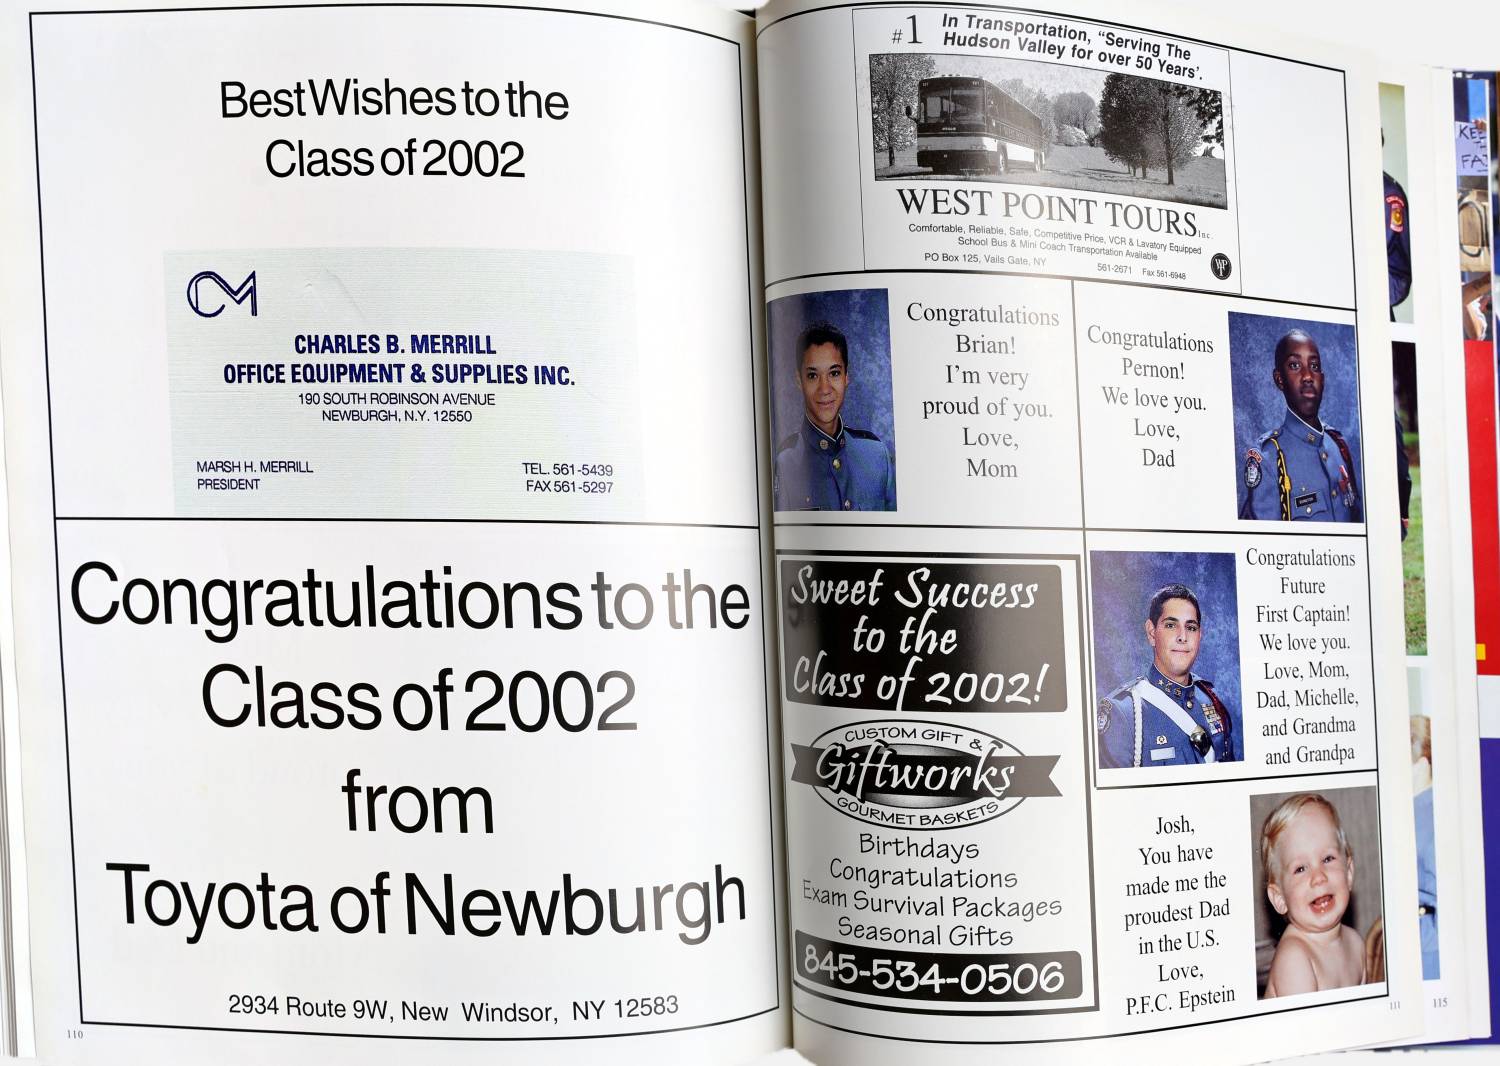 Best Wishes to the
Class of 2002
CM
CHARLES B. MERRILL
OFFICE EQUIPMENT & SUPPLIES INC.
190 SOUTH ROBINSON AVENUE
NEWBURGH, N.Y. 12550
MARSH H. MERRILL
PRESIDENT
TEL. 561-5439
FAX 561-5297
Congratulations to the
Class of 2002
from
Toyota of Newburgh
2934 Route 9W, New Windsor, NY 12583
110
#1 In Transportation, "Serving The
Hudson Valley for over 50 Years'.
WEST POINT TOURS Inc.
Comfortable, Reliable, Safe, Competitive Price, VCR & Lavatory Equipped
School Bus & Mini Coach Transportation Available
PO Box 125, Vails Gate, NY 561-2671 Fax 561-6948
WPT
Congratulations
Brian!
I'm very
proud of you.
Love,
Mom
Congratulations
Pernon!
We love you.
Love,
Dad
Sweet Success
to the
Class of 2002!
CUSTOM GIFT &
Giftworks
GOURMET BASKETS
Birthdays
Congratulations
Exam Survival Packages
Seasonal Gifts
845-534-0506
Congratulations
Future
First Captain!
We love you.
Love, Mom,
Dad, Michelle,
and Grandma
and Grandpa
Josh,
You have
made me the
proudest Dad
in the U.S.
Love,
P.F.C. Epstein
111
115